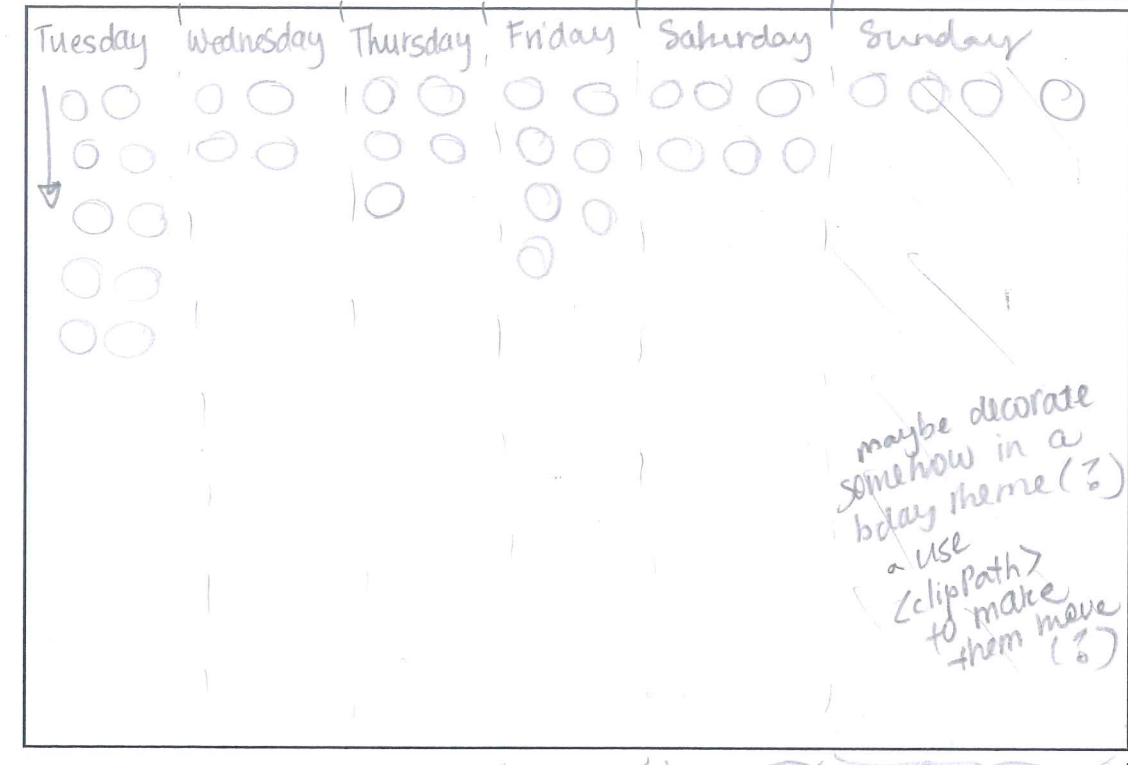 Tuesday Wednesday Thursday Friday Saturday Sunday
maybe decorate
somehow in a
bday theme (?)
a use
<clipPath>
to make
them move
(?)